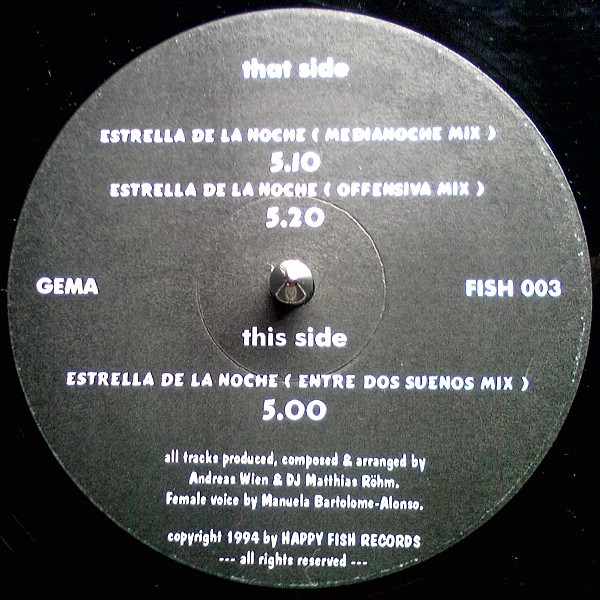 that side
ESTRELLA DE LA NOCHE ( MEDIANOCHE MIX )
5.10
ESTRELLA DE LA NOCHE ( OFFENSIVA MIX )
5.20
GEMA
FISH 003
this side
ESTRELLA DE LA NOCHE ( ENTRE DOS SUENOS MIX )
5.00
all tracks produced, composed & arranged by
Andreas Wien & DJ Matthias Röhm.
Female voice by Manuela Bartolome-Alonso.
copyright 1994 by HAPPY FISH RECORDS
--- all rights reserved ---